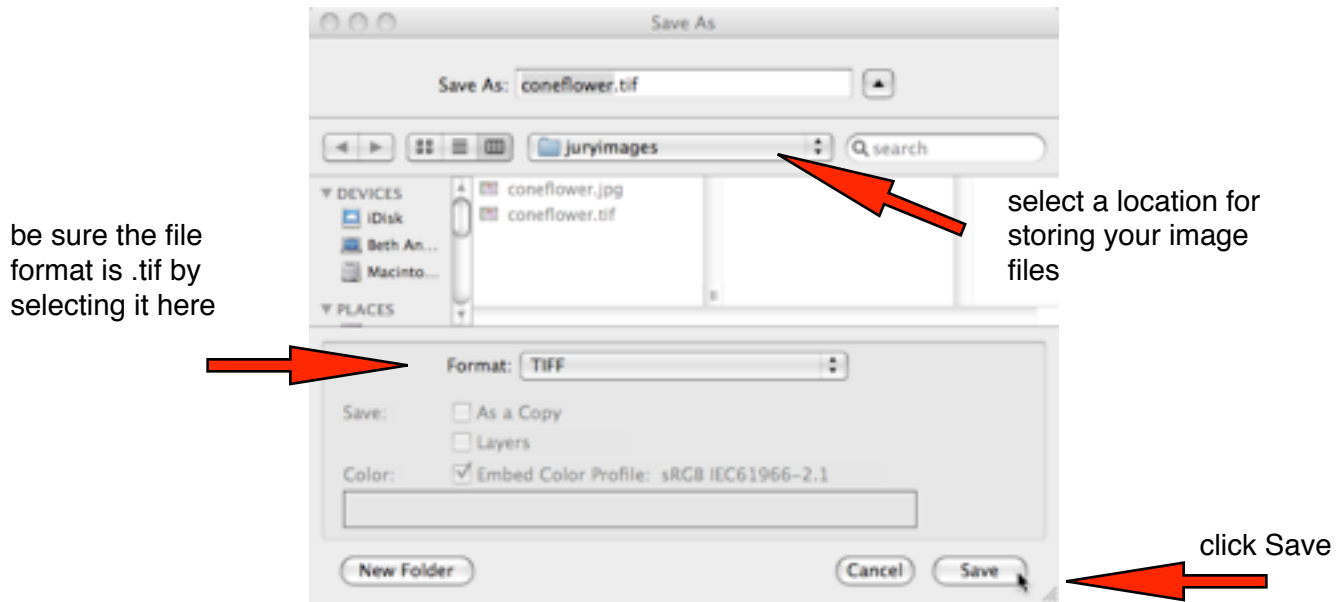 Save As
Save As: coneflower.tif
juryimages
search
DEVICES
iDisk
Beth An...
Macinto...
PLACES
coneflower.jpg
coneflower.tif
select a location for
storing your image
files
be sure the file
format is .tif by
selecting it here
Format: TIFF
Save: As a Copy
Layers
Color: Embed Color Profile: sRGB IEC61966-2.1
New Folder
Cancel
Save
click Save